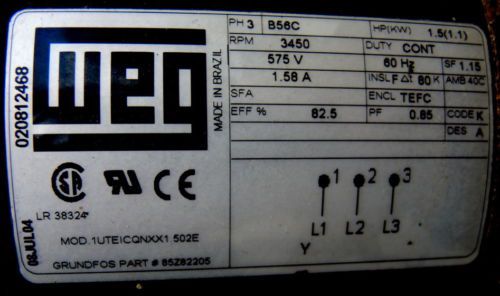 020812468
weg
MADE IN BRAZIL
PH 3 B56C HP(KW) 1.5(1.1)
RPM 3450 DUTY CONT
575 V 60 Hz SF 1.15
1.58 A INSL F Δt 80 K AMB 40C
SFA ENCL TEFC
EFF % 82.5 PF 0.85 CODE K
DES A
SA
RU CE
LR 38324
MOD.1UTEICQNXX1.502E
08JUL04
GRUNDFOS PART # 85Z82205
1 2 3
L1 L2 L3
Y